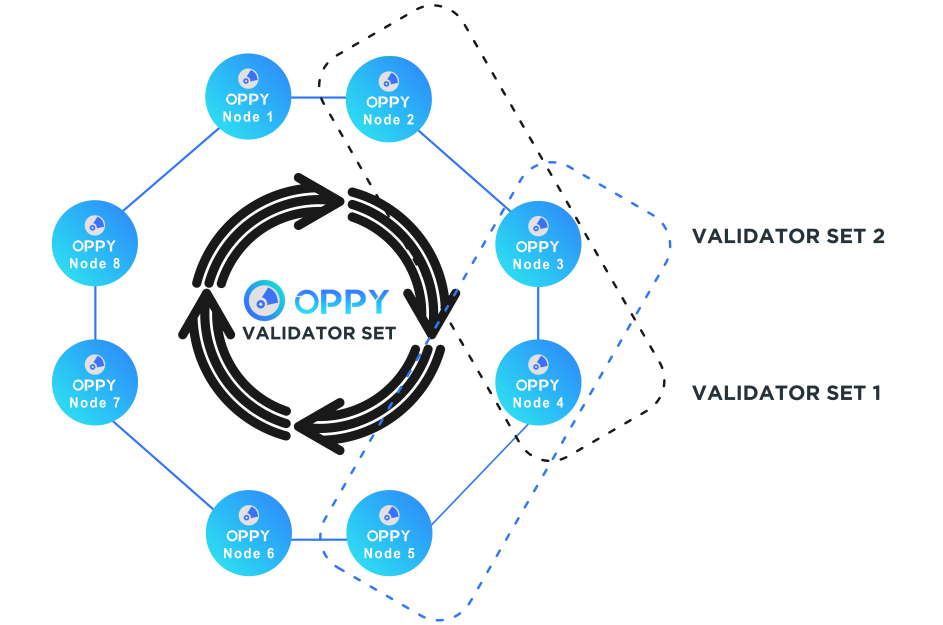 OPPY
Node 1
OPPY
Node 2
OPPY
Node 3
OPPY
Node 4
OPPY
Node 5
OPPY
Node 6
OPPY
Node 7
OPPY
Node 8
OPPY
VALIDATOR SET
VALIDATOR SET 2
VALIDATOR SET 1